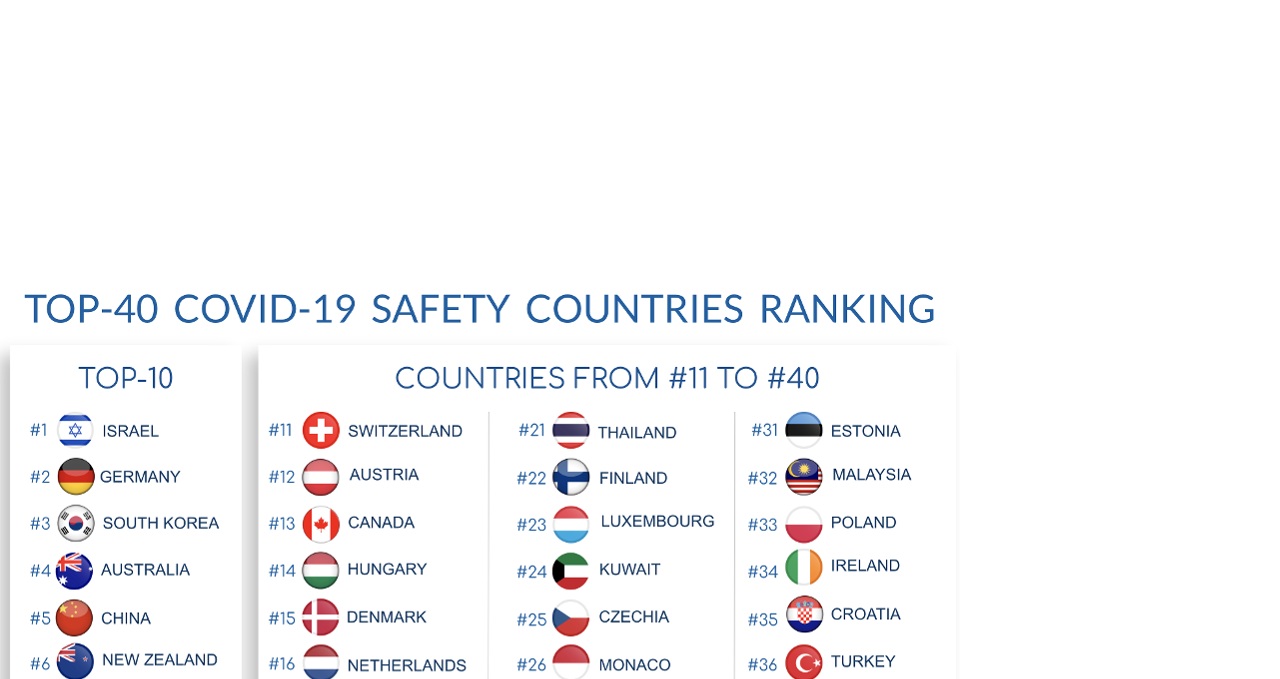 TOP-40 COVID-19 SAFETY COUNTRIES RANKING
TOP-10
#1 ISRAEL
#2 GERMANY
#3 SOUTH KOREA
#4 AUSTRALIA
#5 CHINA
#6 NEW ZEALAND
COUNTRIES FROM #11 TO #40
#11 SWITZERLAND
#12 AUSTRIA
#13 CANADA
#14 HUNGARY
#15 DENMARK
#16 NETHERLANDS
#21 THAILAND
#22 FINLAND
#23 LUXEMBOURG
#24 KUWAIT
#25 CZECHIA
#26 MONACO
#31 ESTONIA
#32 MALAYSIA
#33 POLAND
#34 IRELAND
#35 CROATIA
#36 TURKEY